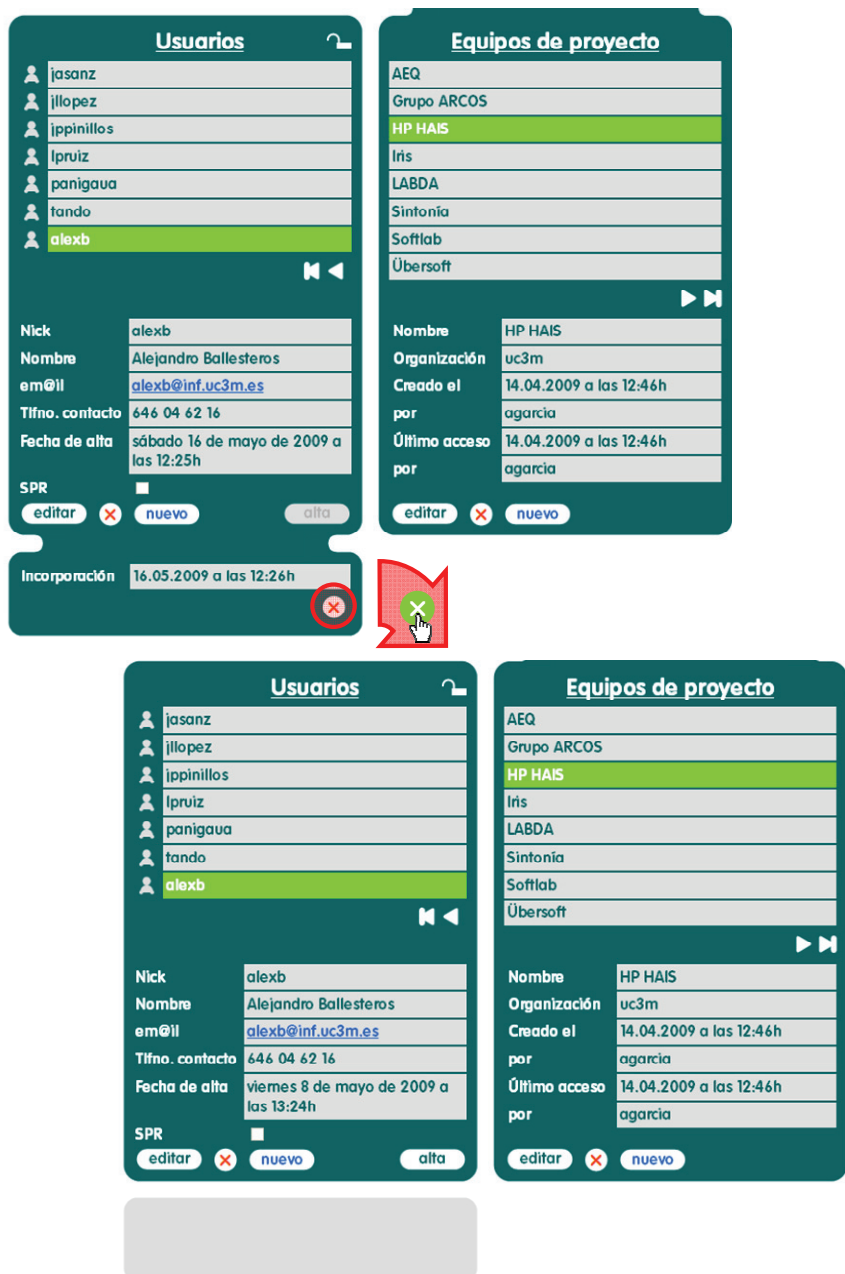 Usuarios
jasanz
jllopez
jppinillos
lpruiz
panigaua
tando
alexb
Nick alexb
Nombre Alejandro Ballesteros
em@il alexb@inf.uc3m.es
Tlfno. contacto 646 04 62 16
Fecha de alta sábado 16 de mayo de 2009 a
las 12:25h
SPR
editar nuevo alta
Incorporación 16.05.2009 a las 12:26h
Equipos de proyecto
AEQ
Grupo ARCOS
HP HAIS
Iris
LABDA
Sintonía
Softlab
Übersoft
Nombre HP HAIS
Organización uc3m
Creado el 14.04.2009 a las 12:46h
por agarcia
Último acceso 14.04.2009 a las 12:46h
por agarcia
editar nuevo
Usuarios
jasanz
jllopez
jppinillos
lpruiz
panigaua
tando
alexb
Nick alexb
Nombre Alejandro Ballesteros
em@il alexb@inf.uc3m.es
Tlfno. contacto 646 04 62 16
Fecha de alta viernes 8 de mayo de 2009 a
las 13:24h
SPR
editar nuevo alta
Equipos de proyecto
AEQ
Grupo ARCOS
HP HAIS
Iris
LABDA
Sintonía
Softlab
Übersoft
Nombre HP HAIS
Organización uc3m
Creado el 14.04.2009 a las 12:46h
por agarcia
Último acceso 14.04.2009 a las 12:46h
por agarcia
editar nuevo